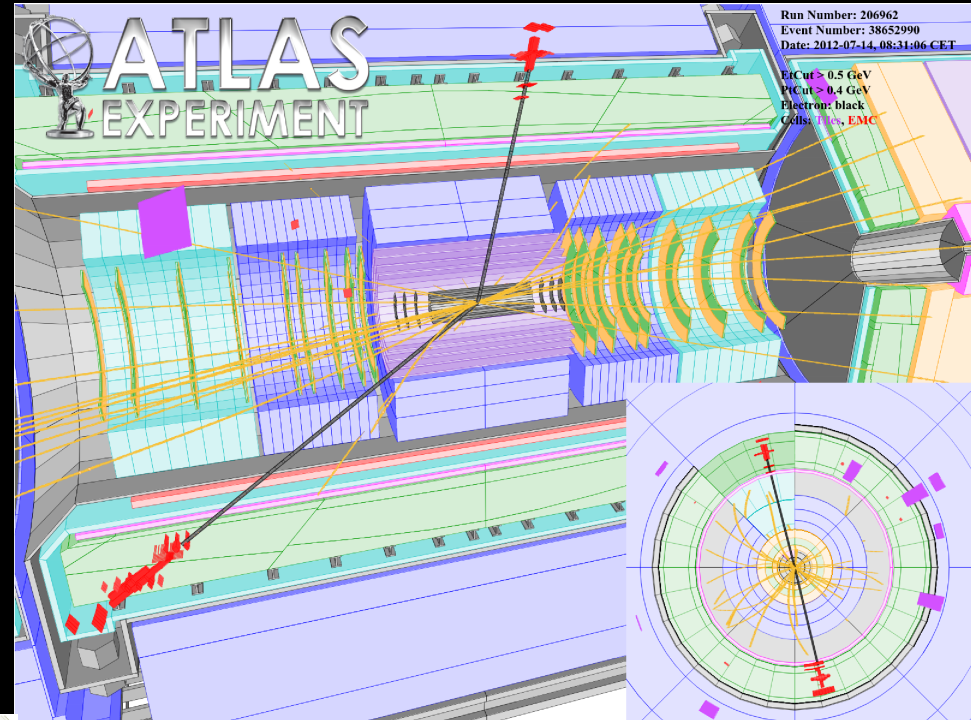 ATLAS
EXPERIMENT
Run Number: 206962
Event Number: 38652990
Date: 2012-07-14, 08:31:06 CET
EtCut > 0.5 GeV
PtCut > 0.4 GeV
Electron: black
Cells: Tiles, EMC